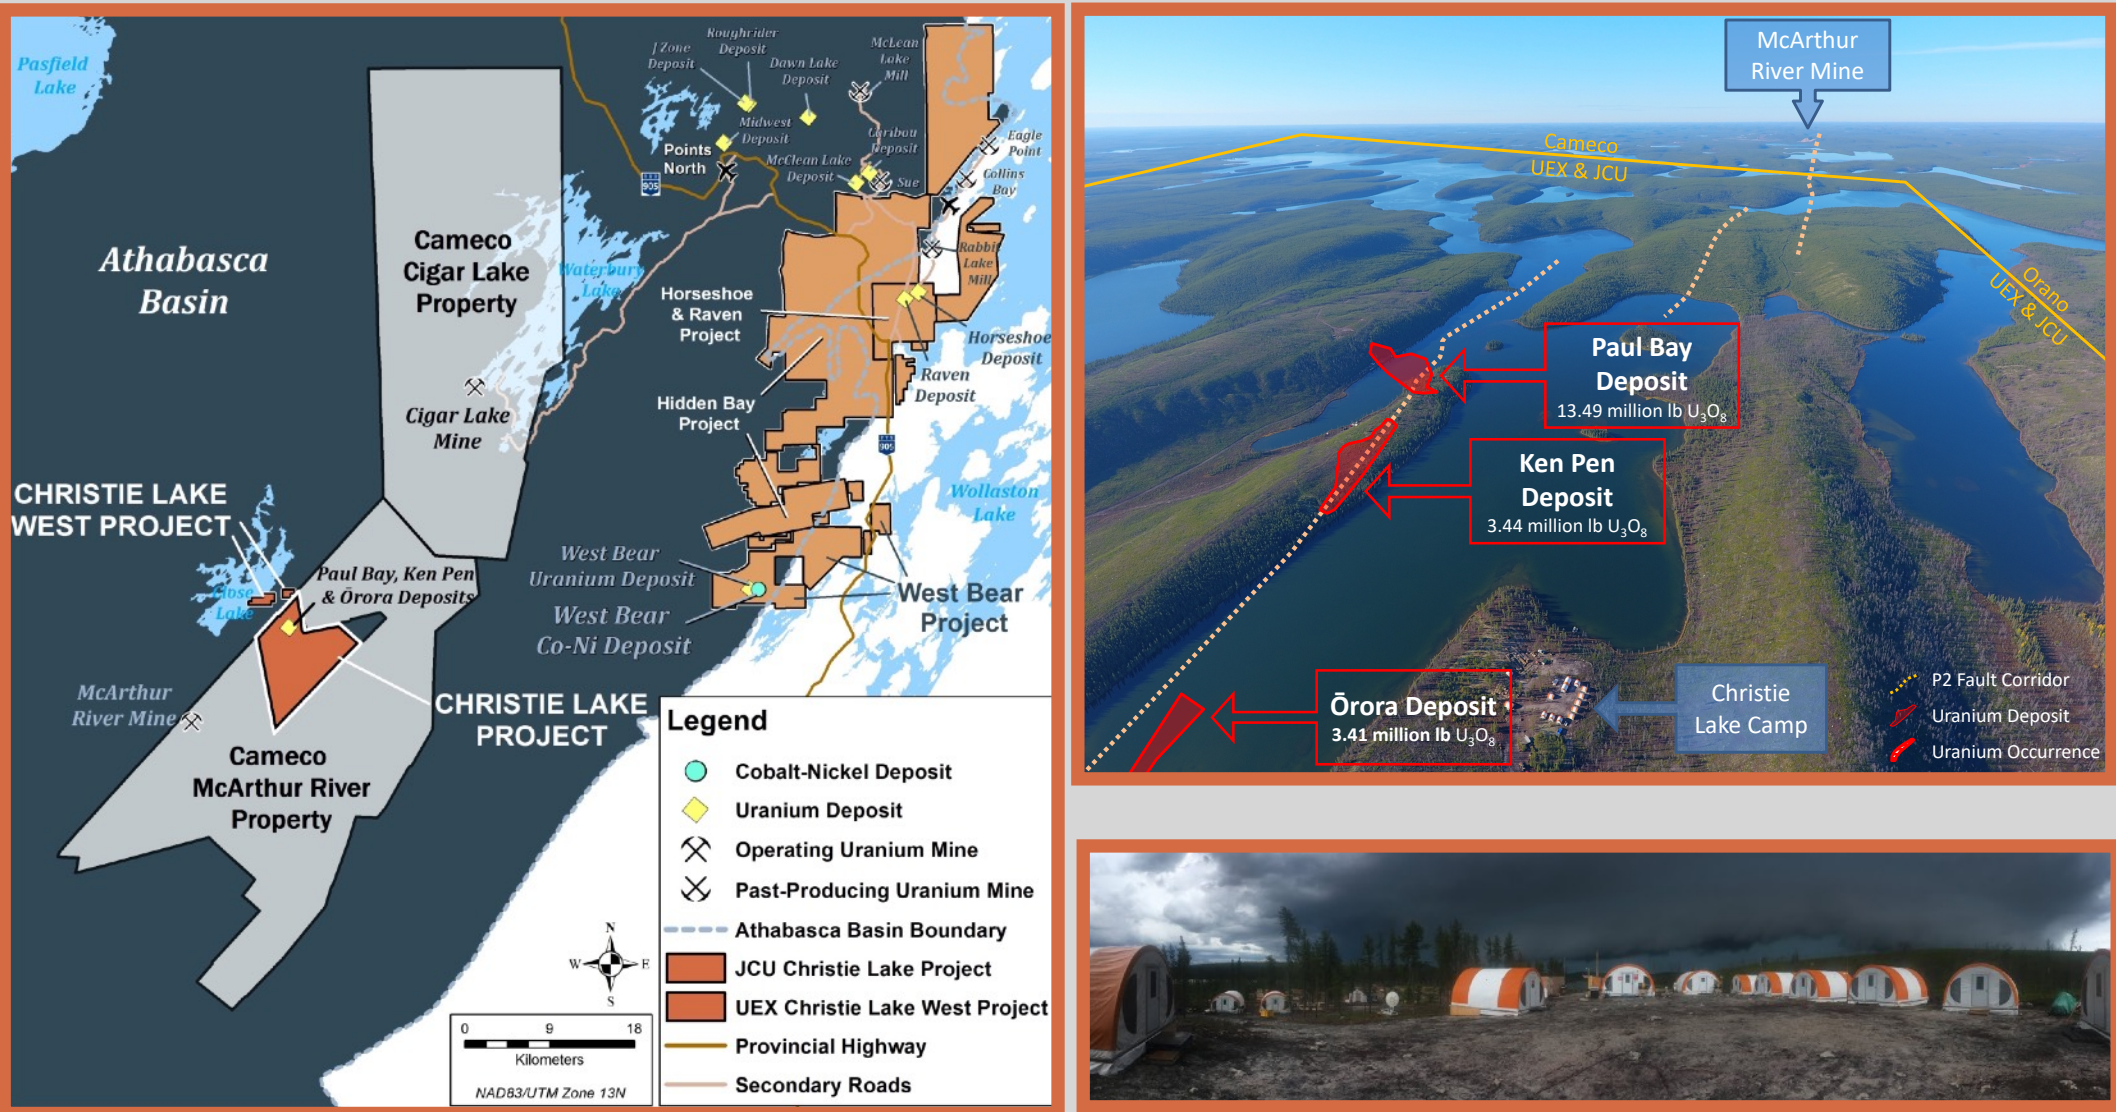 Pasfield
Lake
Athabasca
Basin
Cameco
Cigar Lake
Property
Waterbury
Lake
Cigar Lake
Mine
J Zone
Deposit
Roughrider
Deposit
Dawn Lake
Deposit
McLean
Lake
Mill
Midwest
Deposit
Points
North
905
McClean Lake
Deposit
Caribou
Deposit
Sue
Eagle
Point
Collins
Bay
Rabbit
Lake
Mill
Horseshoe
& Raven
Project
Horseshoe
Deposit
Raven
Deposit
Hidden Bay
Project
905
Wollaston
Lake
CHRISTIE LAKE
WEST PROJECT
Close
Lake
Paul Bay, Ken Pen
& Ōrora Deposits
West Bear
Uranium Deposit
West Bear
Co-Ni Deposit
West Bear
Project
McArthur
River Mine
CHRISTIE LAKE
PROJECT
Cameco
McArthur River
Property
N
W
E
S
0 9 18
Kilometers
NAD83/UTM Zone 13N
Legend
Cobalt-Nickel Deposit
Uranium Deposit
Operating Uranium Mine
Past-Producing Uranium Mine
Athabasca Basin Boundary
JCU Christie Lake Project
UEX Christie Lake West Project
Provincial Highway
Secondary Roads
McArthur
River Mine
Cameco
UEX & JCU
Orano
UEX & JCU
Paul Bay
Deposit
13.49 million lb U₃O₈
Ken Pen
Deposit
3.44 million lb U₃O₈
Ōrora Deposit
3.41 million lb U₃O₈
Christie
Lake Camp
P2 Fault Corridor
Uranium Deposit
Uranium Occurrence